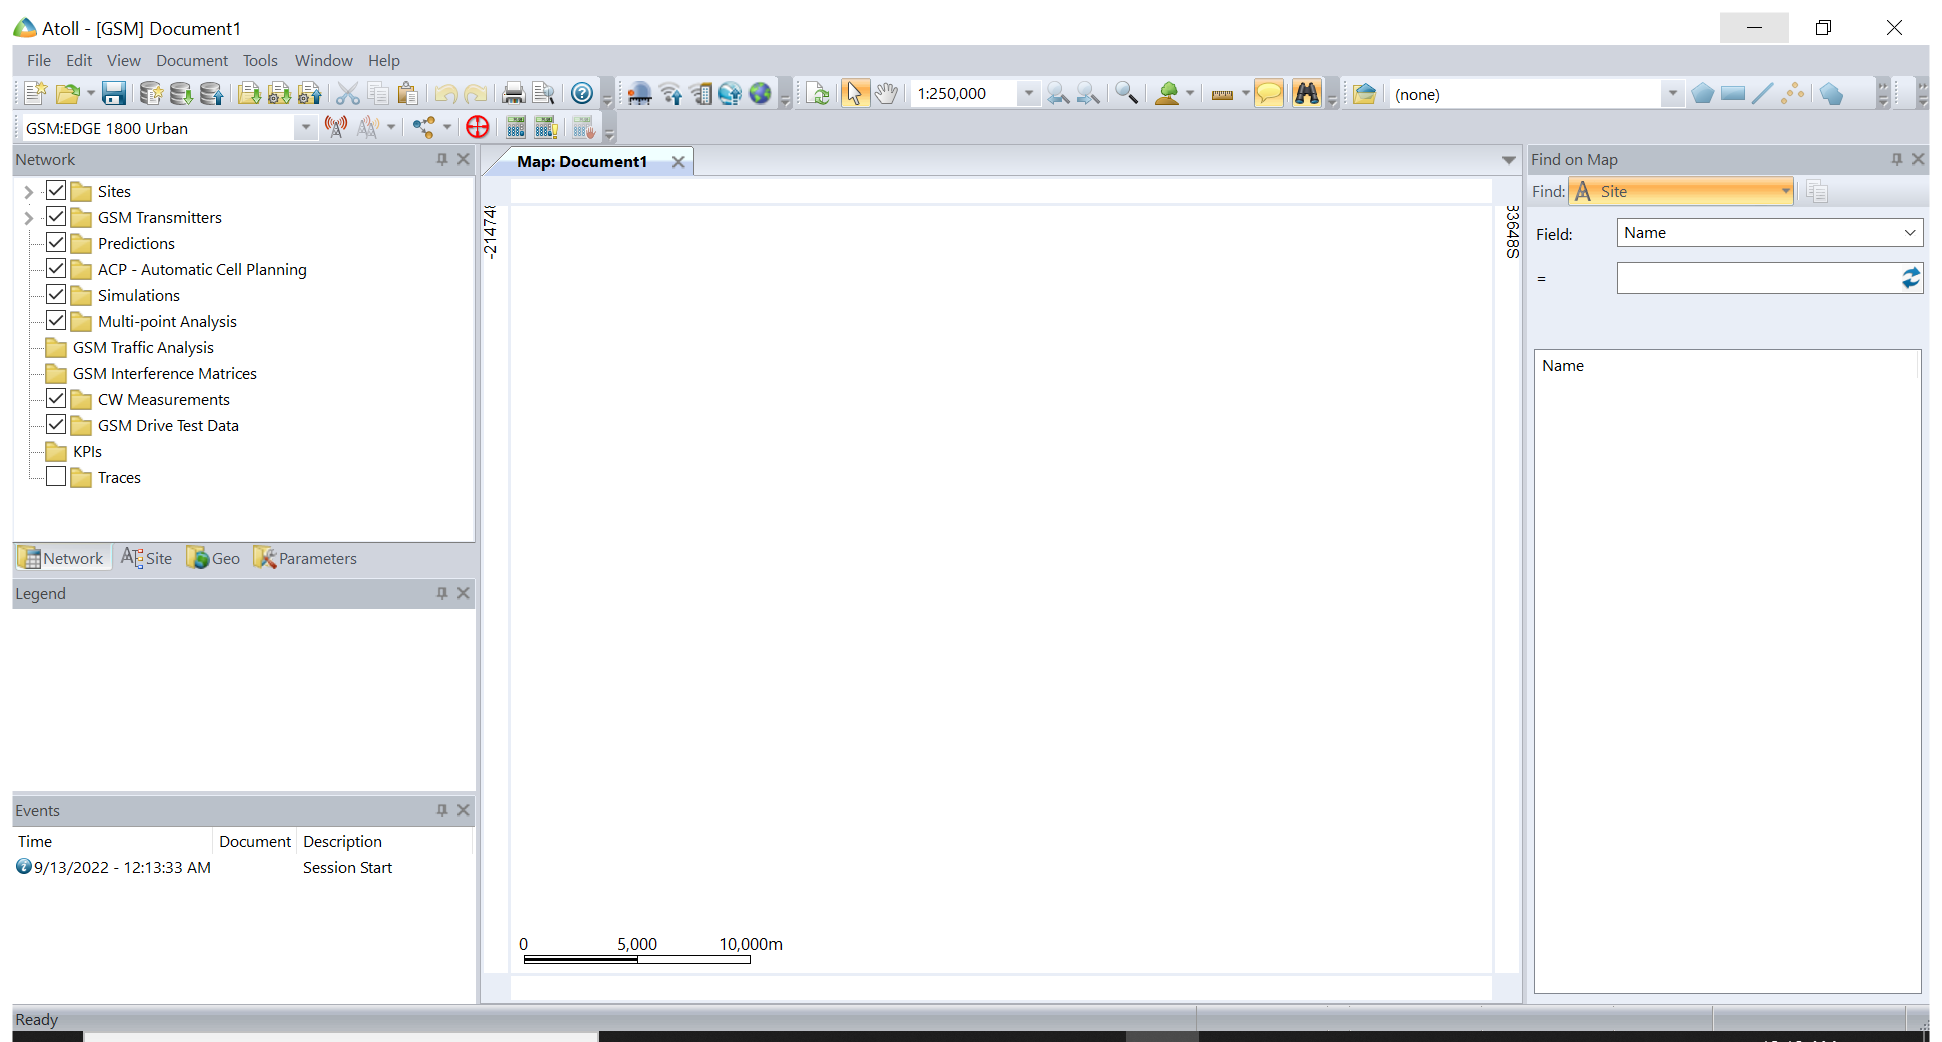 Atoll - [GSM] Document1
File Edit View Document Tools Window Help
1:250,000
(none)
GSM:EDGE 1800 Urban
Network
Sites
GSM Transmitters
Predictions
ACP - Automatic Cell Planning
Simulations
Multi-point Analysis
GSM Traffic Analysis
GSM Interference Matrices
CW Measurements
GSM Drive Test Data
KPIs
Traces
Network Site Geo Parameters
Legend
Events
Time Document Description
9/13/2022 - 12:13:33 AM Session Start
Map: Document1
-214748
33648S
0 5,000 10,000m
Find on Map
Find: Site
Field: Name
=
Name
Ready